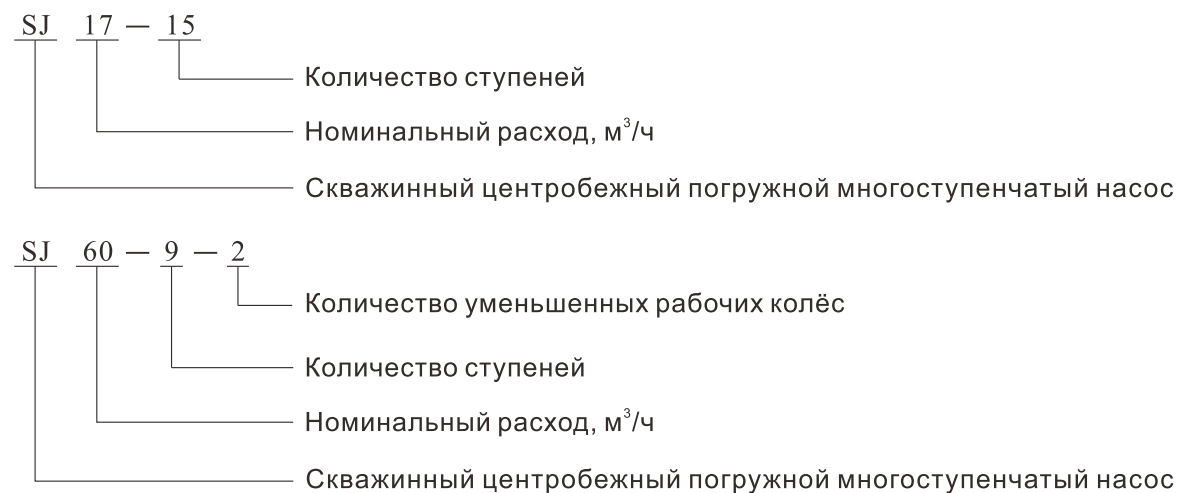 SJ 17 — 15
Количество ступеней
Номинальный расход, м³/ч
Скважинный центробежный погружной многоступенчатый насос
SJ 60 — 9 — 2
Количество уменьшенных рабочих колёс
Количество ступеней
Номинальный расход, м³/ч
Скважинный центробежный погружной многоступенчатый насос